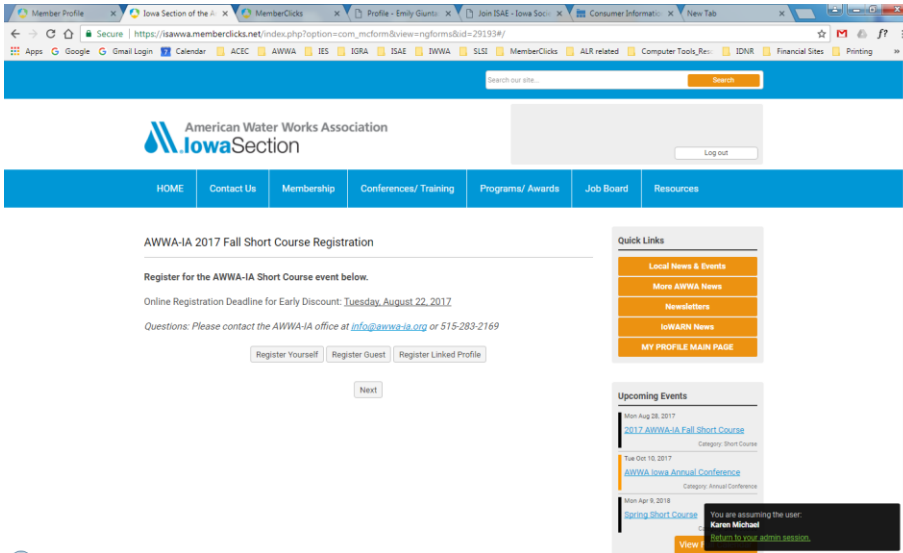 Member Profile
Iowa Section of the A
MemberClicks
Profile - Emily Giunta
Join ISAE - Iowa Socie
Consumer Informatio
New Tab
Secure | https://isawwa.memberclicks.net/index.php?option=com_mcform&view=ngforms&id=29193#/
Apps Google Gmail Login Calendar ACEC AWWA IES IGRA ISAE IWWA SLSI MemberClicks ALR related Computer Tools_Res IDNR Financial Sites Printing »
Search our site...
Search
American Water Works Association
.IowaSection
Log out
HOME Contact Us Membership Conferences/ Training Programs/ Awards Job Board Resources
AWWA-IA 2017 Fall Short Course Registration
Register for the AWWA-IA Short Course event below.
Online Registration Deadline for Early Discount: Tuesday, August 22, 2017
Questions: Please contact the AWWA-IA office at info@awwa-ia.org or 515-283-2169
Register Yourself Register Guest Register Linked Profile
Next
Quick Links
Local News & Events
More AWWA News
Newsletters
IoWARN News
MY PROFILE MAIN PAGE
Upcoming Events
Mon Aug 28, 2017
2017 AWWA-IA Fall Short Course
Category: Short Course
Tue Oct 10, 2017
AWWA Iowa Annual Conference
Category: Annual Conference
Mon Apr 9, 2018
Spring Short Course
View
You are assuming the user:
Karen Michael
Return to your admin session.